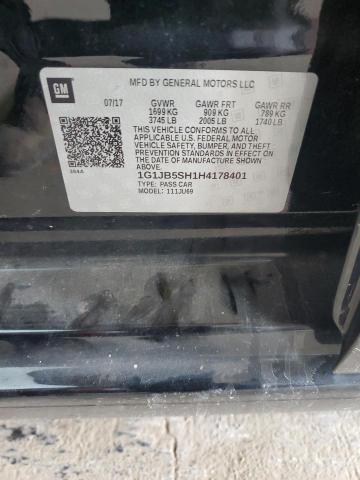 GM
MFD BY GENERAL MOTORS LLC
07/17 GVWR GAWR FRT GAWR RR
1699 KG 909 KG 789 KG
3745 LB 2005 LB 1740 LB
THIS VEHICLE CONFORMS TO ALL
APPLICABLE U.S. FEDERAL MOTOR
VEHICLE SAFETY, BUMPER, AND THEFT
PREVENTION STANDARDS IN EFFECT ON THE
DATE OF MANUFACTURE SHOWN
ABOVE.
1G1JB5SH1H4178401
TYPE: PASS CAR
MODEL: 111JU69